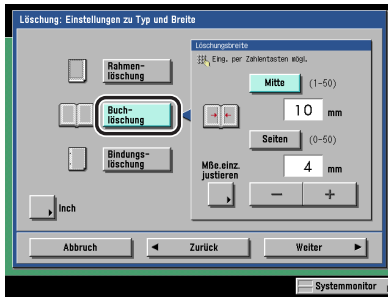 Löschung: Einstellungen zu Typ und Breite
Löschungsbreite
Eing. per Zahlentasten mögl.
Rahmen-
löschung
Mitte (1-50)
Buch-
löschung
10 mm
Seiten (0-50)
Bindungs-
löschung
Mße.einz.
justieren
4 mm
− +
Inch
Abbruch
◄ Zurück
Weiter ►
Systemmonitor